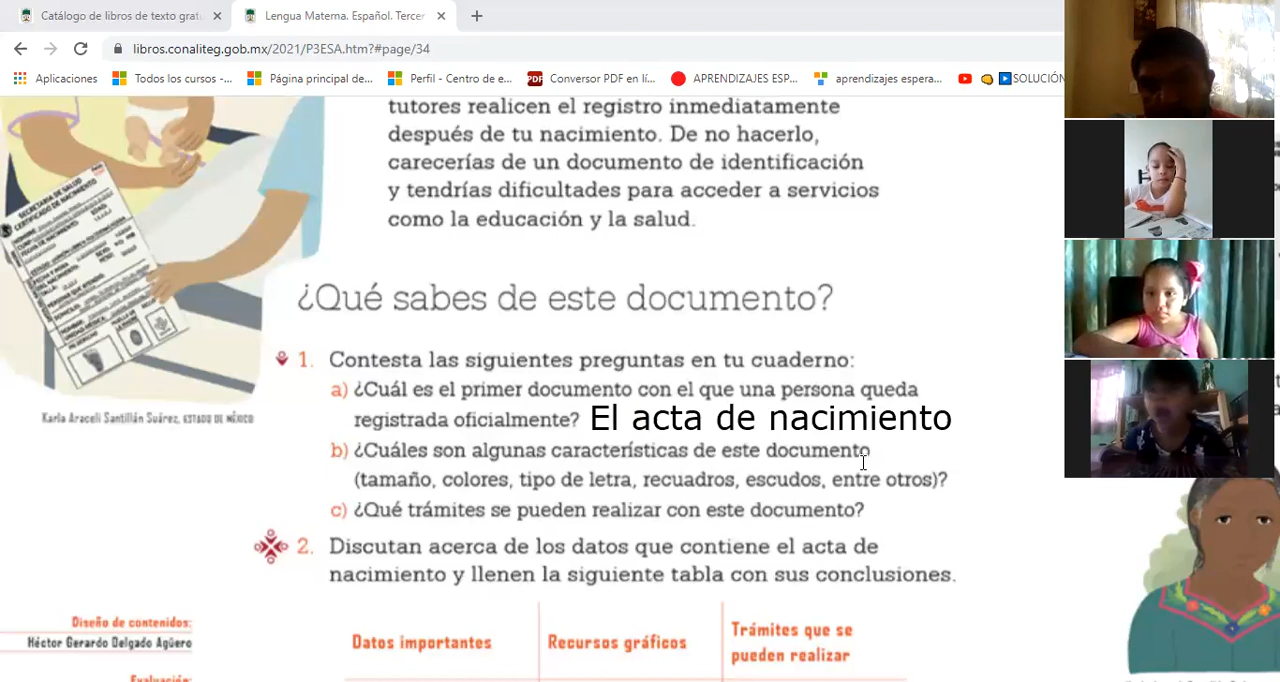 Catálogo de libros de texto grat
Lengua Materna. Español. Tercer
libros.conaliteg.gob.mx/2021/P3ESA.htm?#page/34
Aplicaciones
Todos los cursos -...
Página principal de...
Perfil - Centro de e...
PDF
Conversor PDF en lí...
APRENDIZAJES ESP...
aprendizajes espera...
SOLUCIÓN
tutores realicen el registro inmediatamente
después de tu nacimiento. De no hacerlo,
carecerías de un documento de identificación
y tendrías dificultades para acceder a servicios
como la educación y la salud.
SECRETARIA DE SALUD
CERTIFICADO DE NACIMIENTO
¿Qué sabes de este documento?
1. Contesta las siguientes preguntas en tu cuaderno:
a) ¿Cuál es el primer documento con el que una persona queda
registrada oficialmente? El acta de nacimiento
b) ¿Cuáles son algunas características de este documento
(tamaño, colores, tipo de letra, recuadros, escudos, entre otros)?
c) ¿Qué trámites se pueden realizar con este documento?
Karla Araceli Santillán Suárez, ESTADO DE MÉXICO
2. Discutan acerca de los datos que contiene el acta de
nacimiento y llenen la siguiente tabla con sus conclusiones.
Diseño de contenidos:
Héctor Gerardo Delgado Agüero
Evaluación:
Datos importantes
Recursos gráficos
Trámites que se
pueden realizar